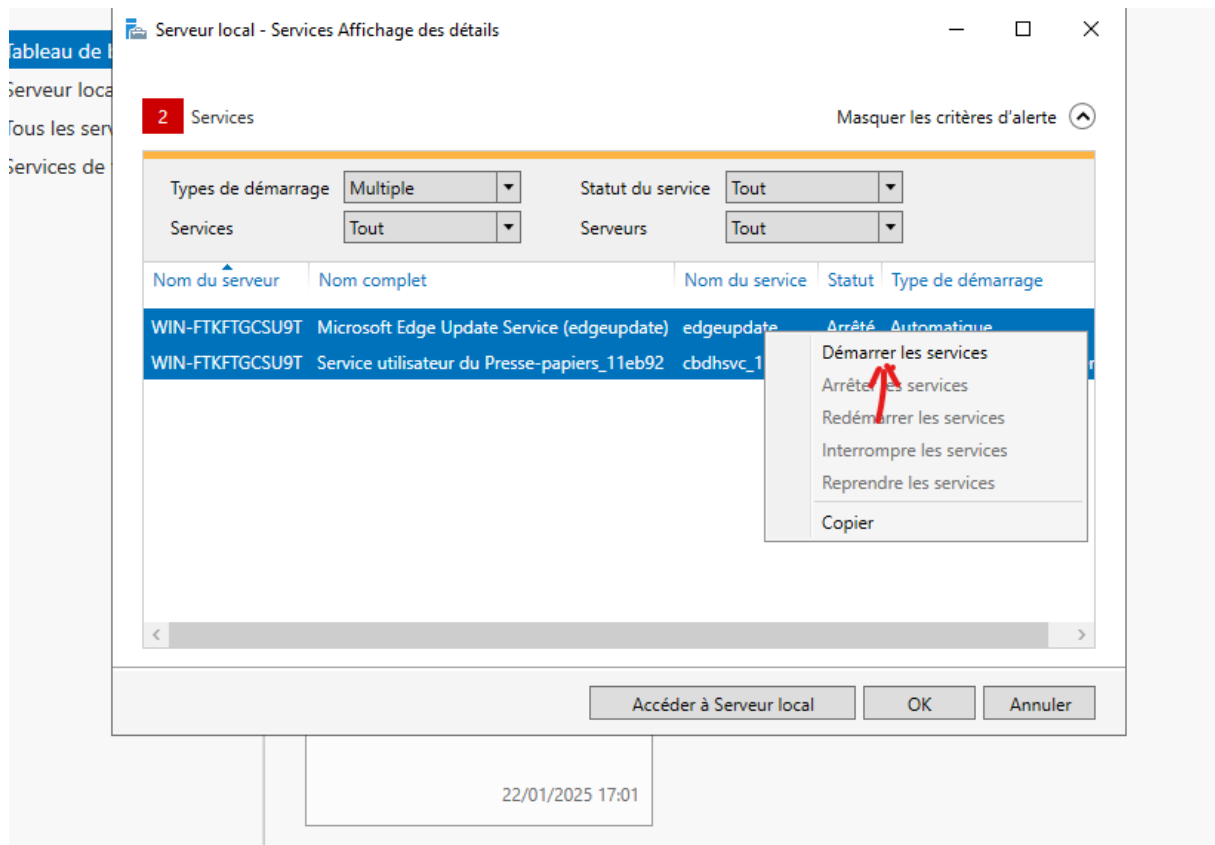 Serveur local - Services Affichage des détails
Tableau de
Serveur loca
Tous les serv
Services de
2 Services
Masquer les critères d'alerte
Types de démarrage Multiple
Statut du service Tout
Services Tout
Serveurs Tout
Nom du serveur Nom complet Nom du service Statut Type de démarrage
WIN-FTKFTGCSU9T Microsoft Edge Update Service (edgeupdate) edgeupdate Arrêté Automatique
WIN-FTKFTGCSU9T Service utilisateur du Presse-papiers_11eb92 cbdhsvc_1
Démarrer les services
Arrêter les services
Redémarrer les services
Interrompre les services
Reprendre les services
Copier
Accéder à Serveur local OK Annuler
22/01/2025 17:01